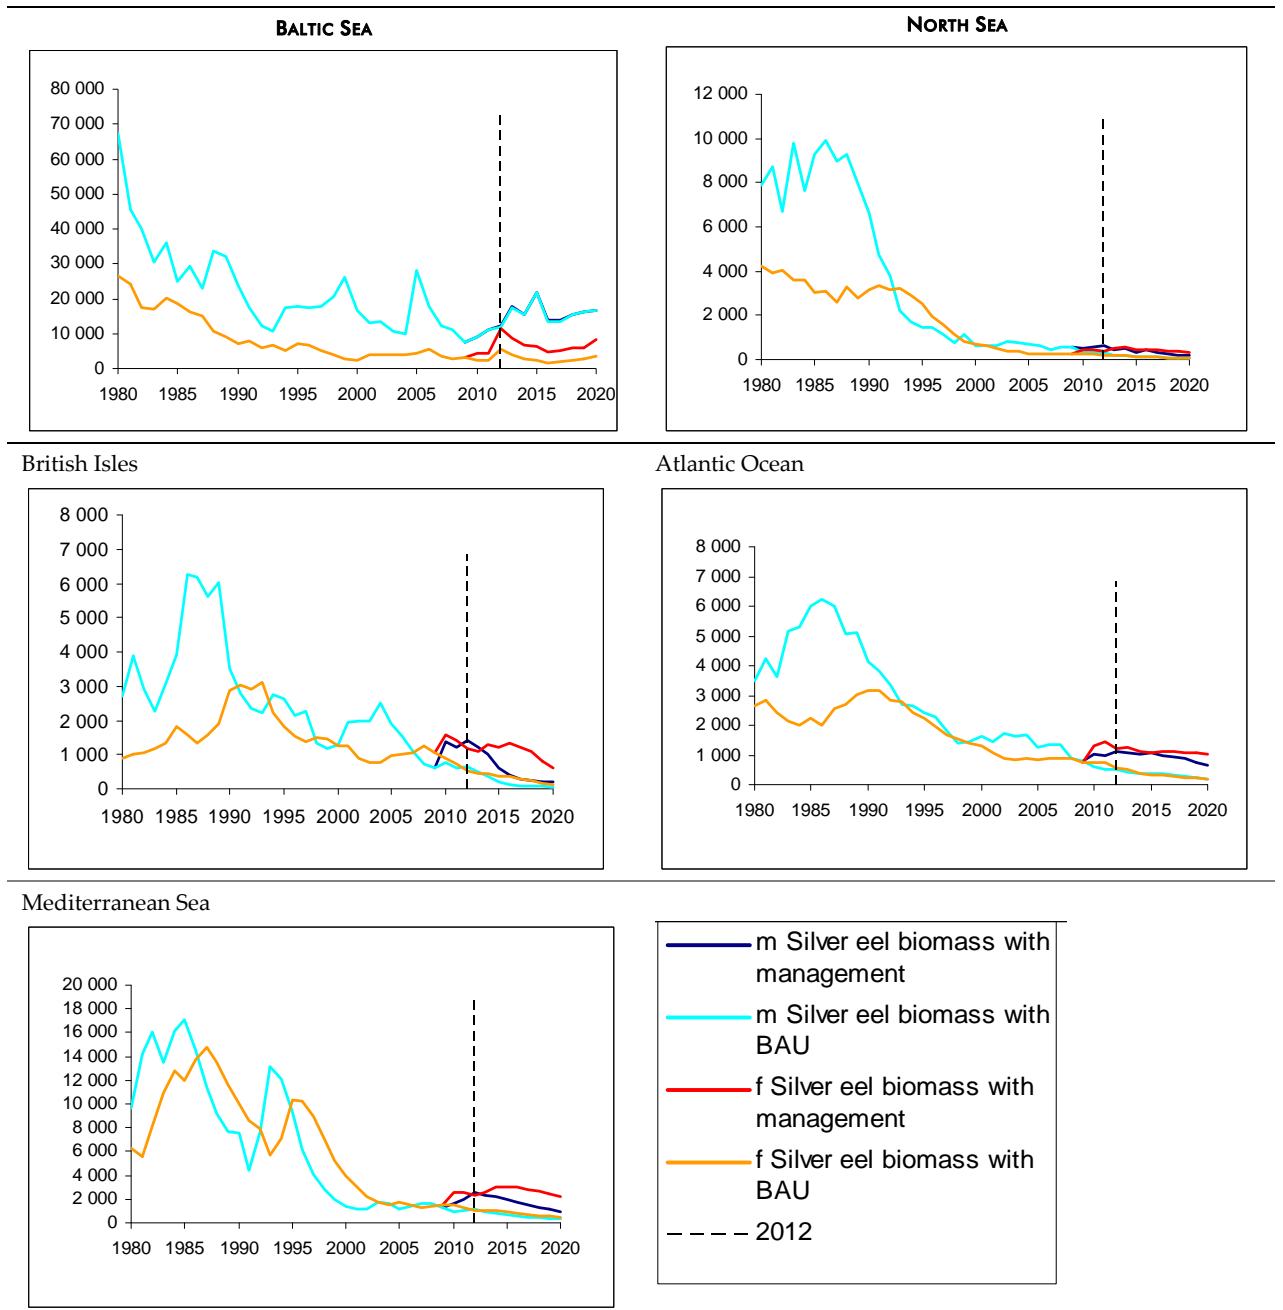 BALTIC SEA
NORTH SEA
80 000
70 000
60 000
50 000
40 000
30 000
20 000
10 000
0
1980 1985 1990 1995 2000 2005 2010 2015 2020
12 000
10 000
8 000
6 000
4 000
2 000
0
1980 1985 1990 1995 2000 2005 2010 2015 2020
British Isles
Atlantic Ocean
8 000
7 000
6 000
5 000
4 000
3 000
2 000
1 000
0
1980 1985 1990 1995 2000 2005 2010 2015 2020
8 000
7 000
6 000
5 000
4 000
3 000
2 000
1 000
0
1980 1985 1990 1995 2000 2005 2010 2015 2020
Mediterranean Sea
20 000
18 000
16 000
14 000
12 000
10 000
8 000
6 000
4 000
2 000
0
1980 1985 1990 1995 2000 2005 2010 2015 2020
m Silver eel biomass with
management
m Silver eel biomass with
BAU
f Silver eel biomass with
management
f Silver eel biomass with
BAU
2012